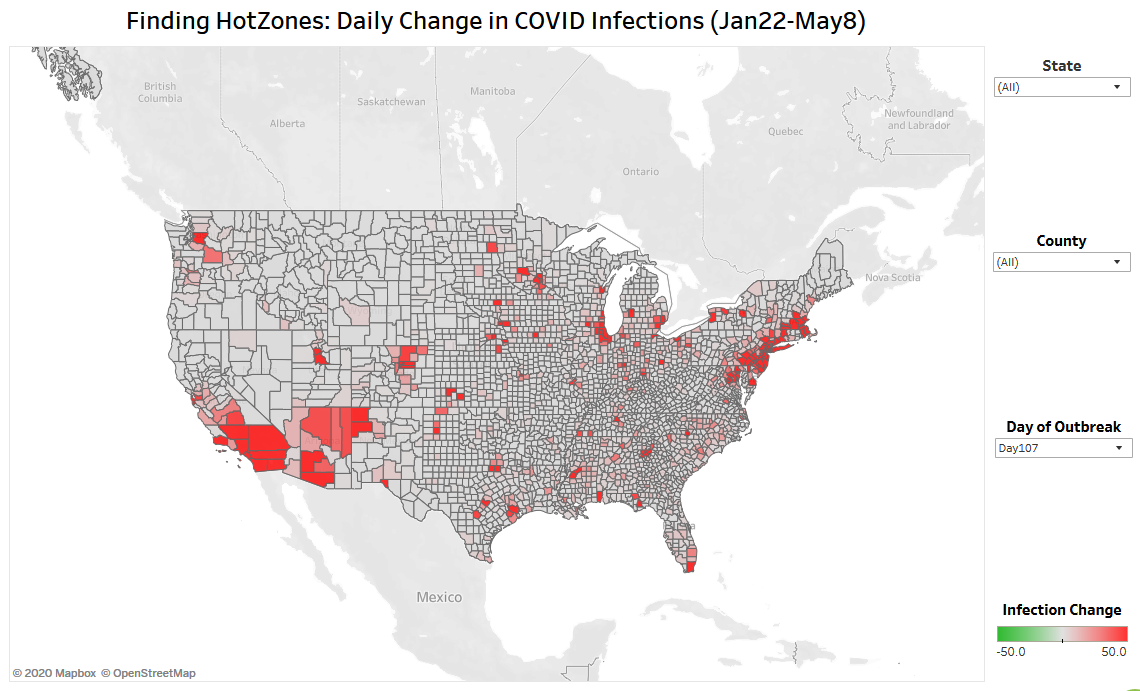 Finding HotZones: Daily Change in COVID Infections (Jan22-May8)
State
(All)
British
Columbia
Alberta
Saskatchewan
Manitoba
Ontario
Quebec
Newfoundland
and Labrador
Nova Scotia
County
(All)
Day of Outbreak
Day107
Mexico
Infection Change
-50.0
50.0
© 2020 Mapbox © OpenStreetMap